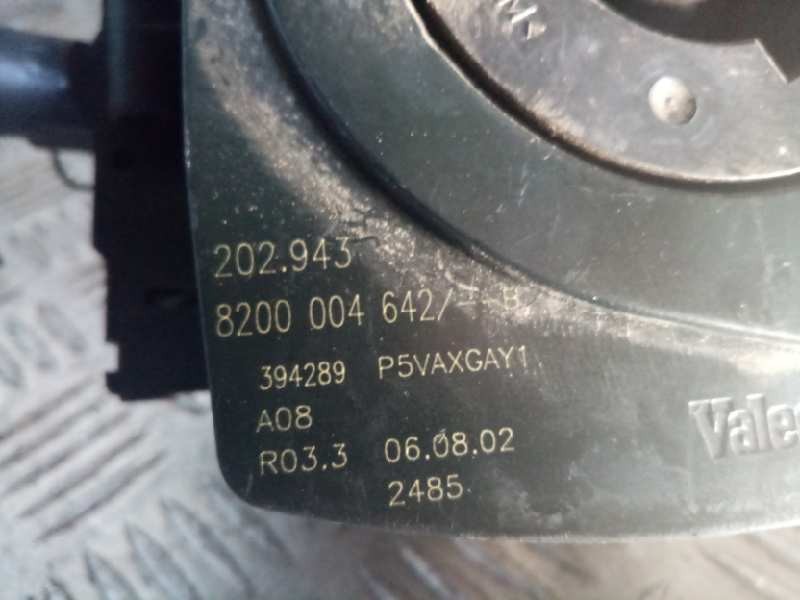 202.943
8200 004 642/--B
394289 P5VAXGAY1
A08
R03.3 06.08.02
2485
Vale